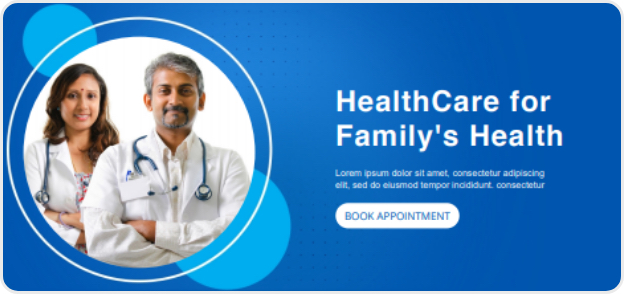 HealthCare for
Family's Health
Lorem ipsum dolor sit amet, consectetur adipiscing
elit, sed do eiusmod tempor incididunt. consectetur
BOOK APPOINTMENT